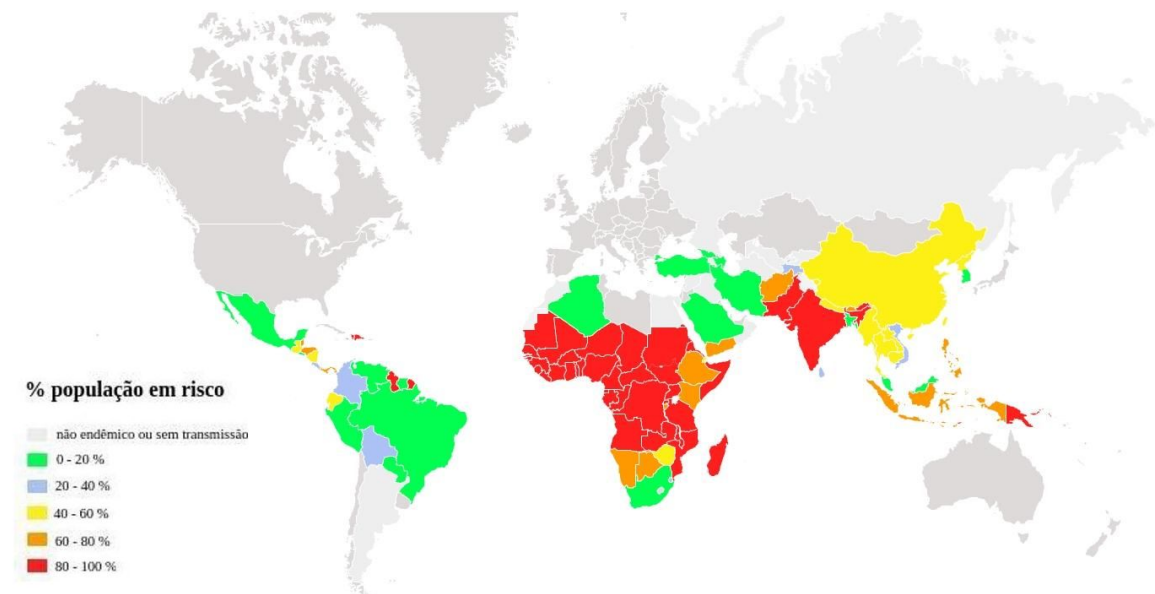 % população em risco
não endêmico ou sem transmissão
0 - 20 %
20 - 40 %
40 - 60 %
60 - 80 %
80 - 100 %